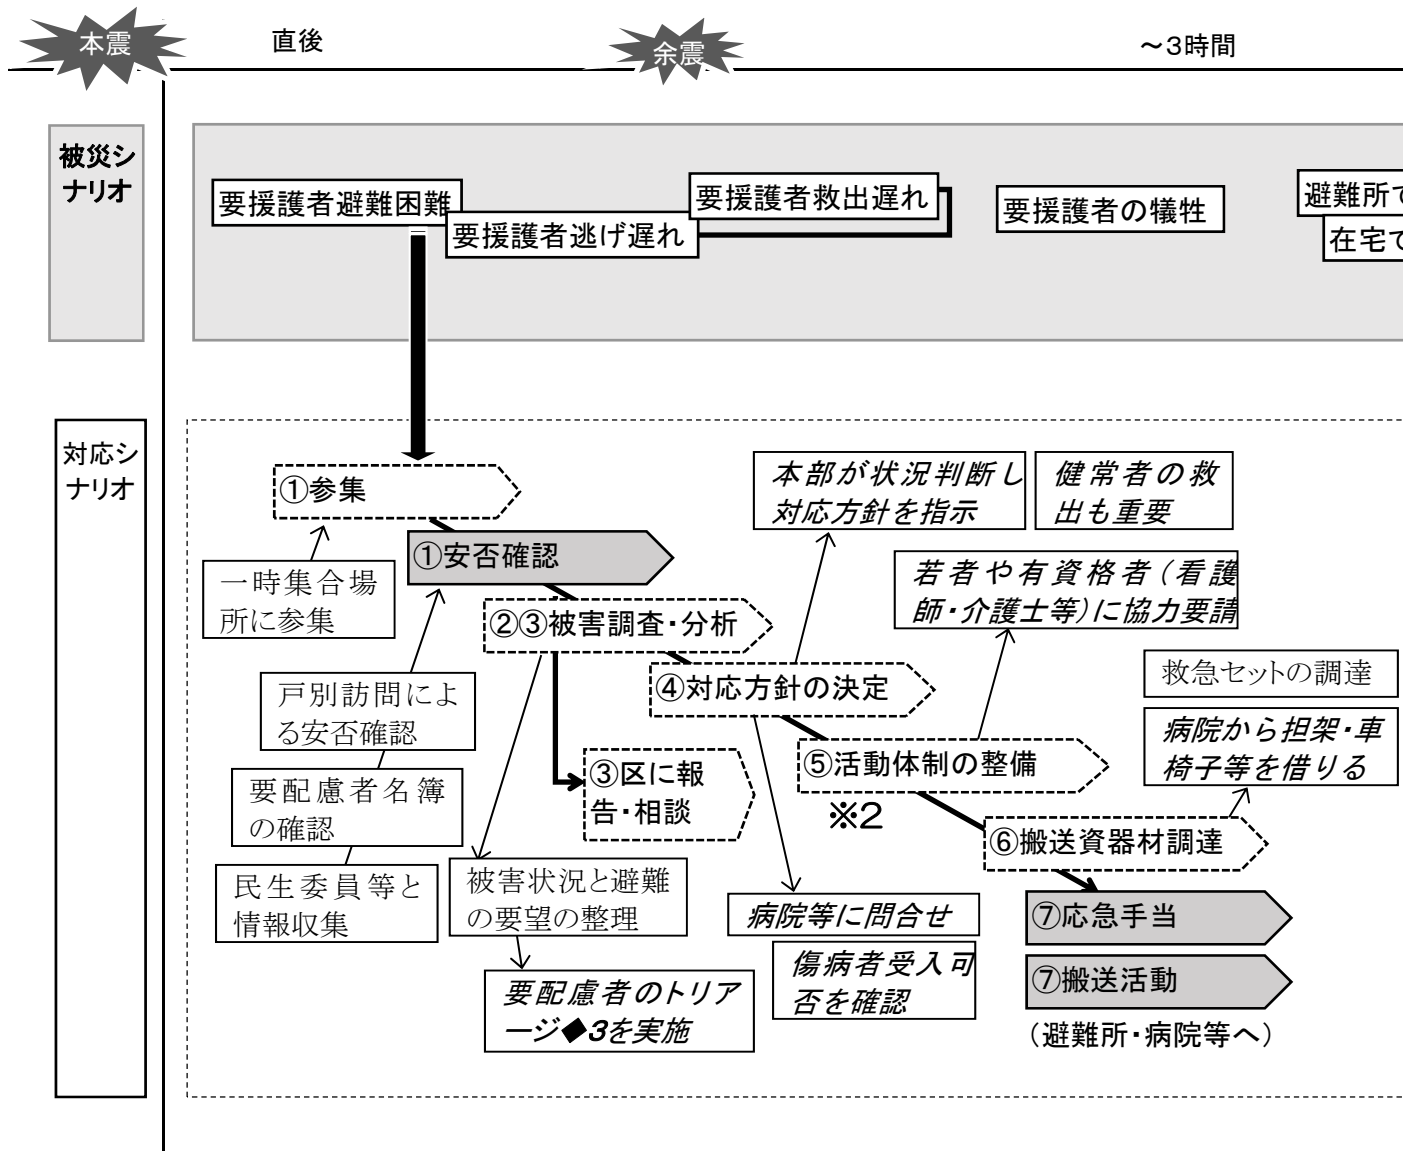 本震
直後
余震
～3時間
被災シ
ナリオ
要援護者避難困難
要援護者逃げ遅れ
要援護者救出遅れ
要援護者の犠牲
避難所で
在宅で
対応シ
ナリオ
①参集
一時集合場
所に参集
①安否確認
戸別訪問によ
る安否確認
要配慮者名簿
の確認
民生委員等と
情報収集
②③被害調査・分析
③区に報
告・相談
被害状況と避難
の要望の整理
要配慮者のトリア
ージ◆3を実施
本部が状況判断し
対応方針を指示
健常者の救
出も重要
④対応方針の決定
病院等に問合せ
傷病者受入可
否を確認
若者や有資格者（看護
師・介護士等）に協力要請
⑤活動体制の整備
※2
救急セットの調達
病院から担架・車
椅子等を借りる
⑥搬送資器材調達
⑦応急手当
⑦搬送活動
（避難所・病院等へ）